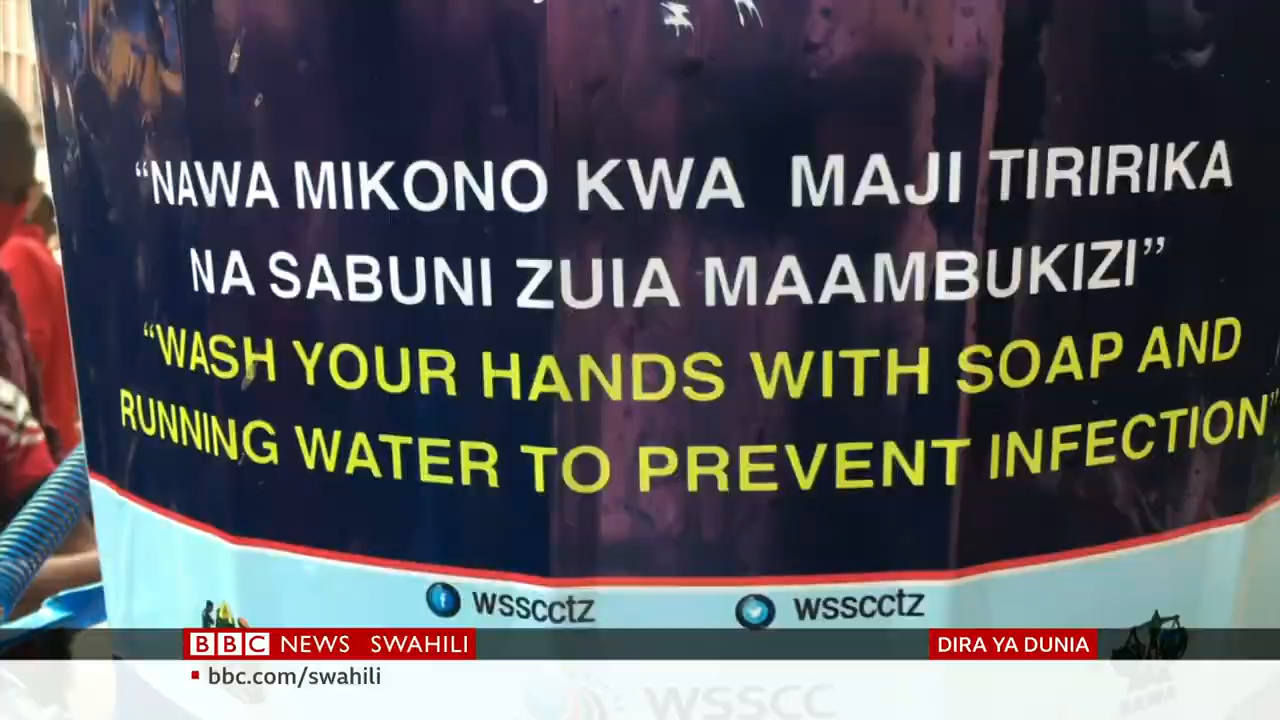 “NAWA MIKONO KWA MAJI TIRIRIKA
NA SABUNI ZUIA MAAMBUKIZI”
“WASH YOUR HANDS WITH SOAP AND
RUNNING WATER TO PREVENT INFECTION”
wsscctz
wsscctz
BBC NEWS SWAHILI
DIRA YA DUNIA
bbc.com/swahili
WSSCC